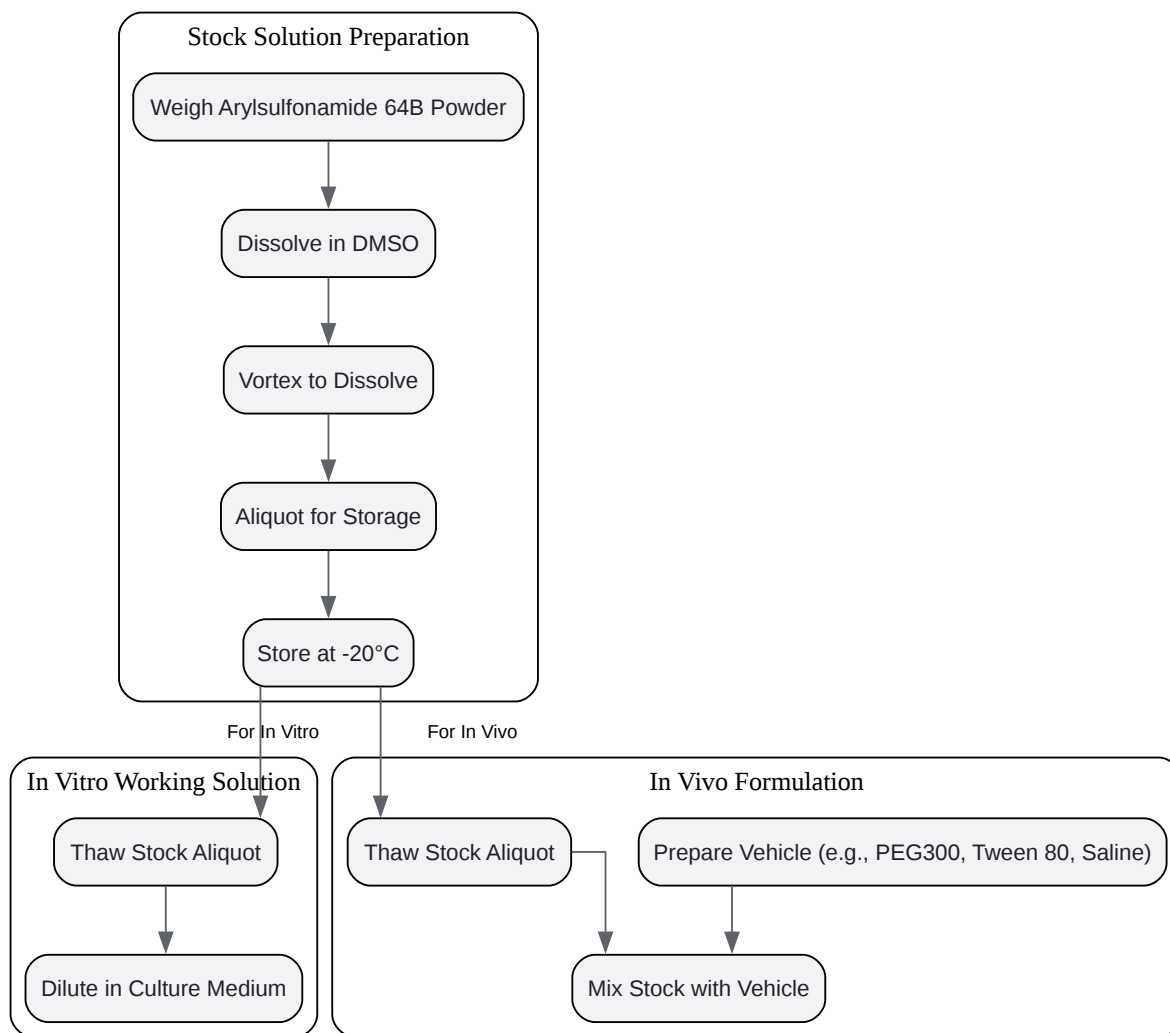 Stock Solution Preparation
Weigh Arylsulfonamide 64B Powder
Dissolve in DMSO
Vortex to Dissolve
Aliquot for Storage
Store at -20°C
For In Vitro
For In Vivo
In Vitro Working Solution
Thaw Stock Aliquot
Dilute in Culture Medium
In Vivo Formulation
Thaw Stock Aliquot
Prepare Vehicle (e.g., PEG300, Tween 80, Saline)
Mix Stock with Vehicle